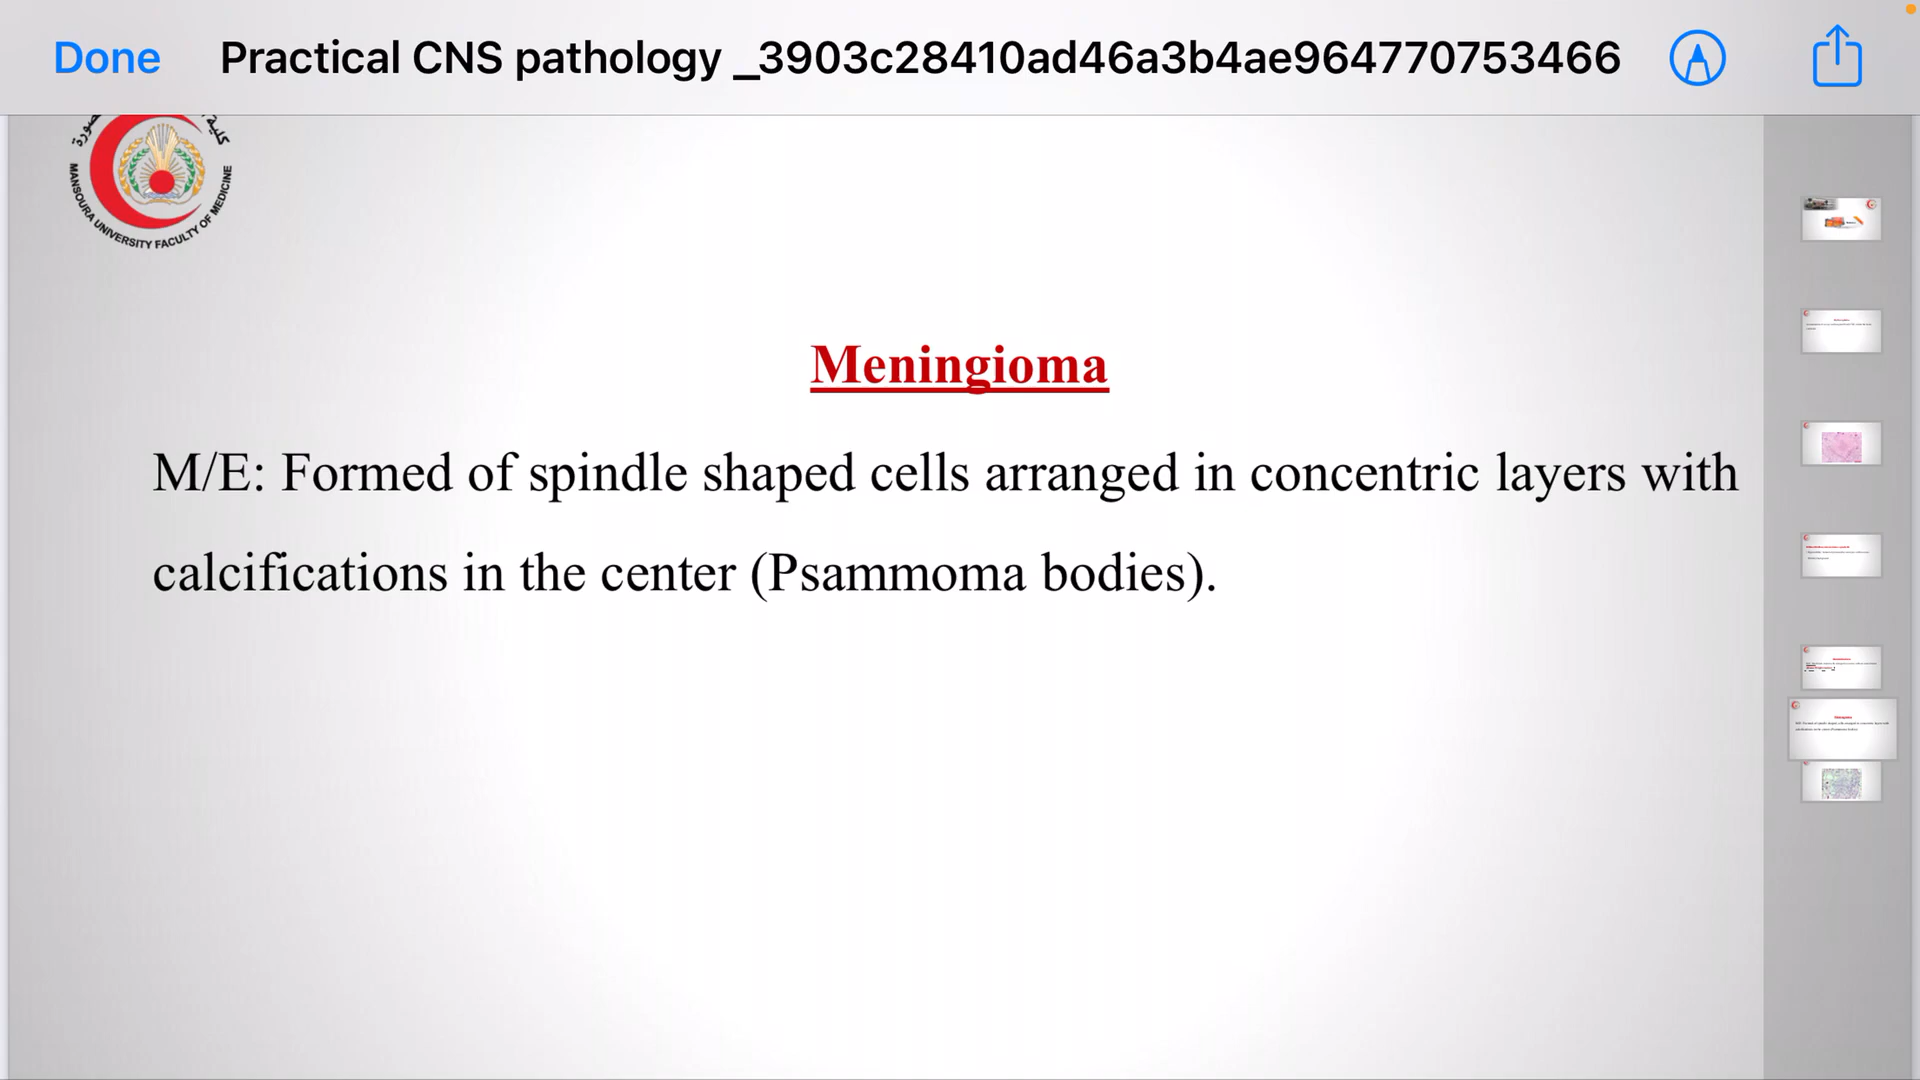 Done Practical CNS pathology _3903c28410ad46a3b4ae964770753466
MANSOURA UNIVERSITY FACULTY OF MEDICINE
Meningioma
M/E: Formed of spindle shaped cells arranged in concentric layers with
calcifications in the center (Psammoma bodies).